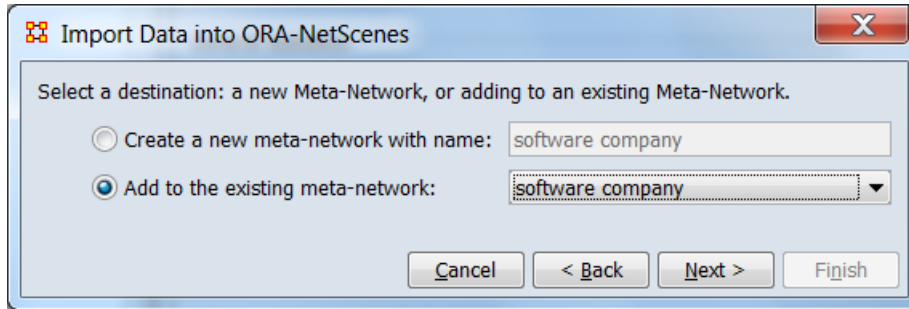 Import Data into ORA-NetScenes
X
Select a destination: a new Meta-Network, or adding to an existing Meta-Network.
Create a new meta-network with name: software company
Add to the existing meta-network: software company
Cancel < Back Next > Finish